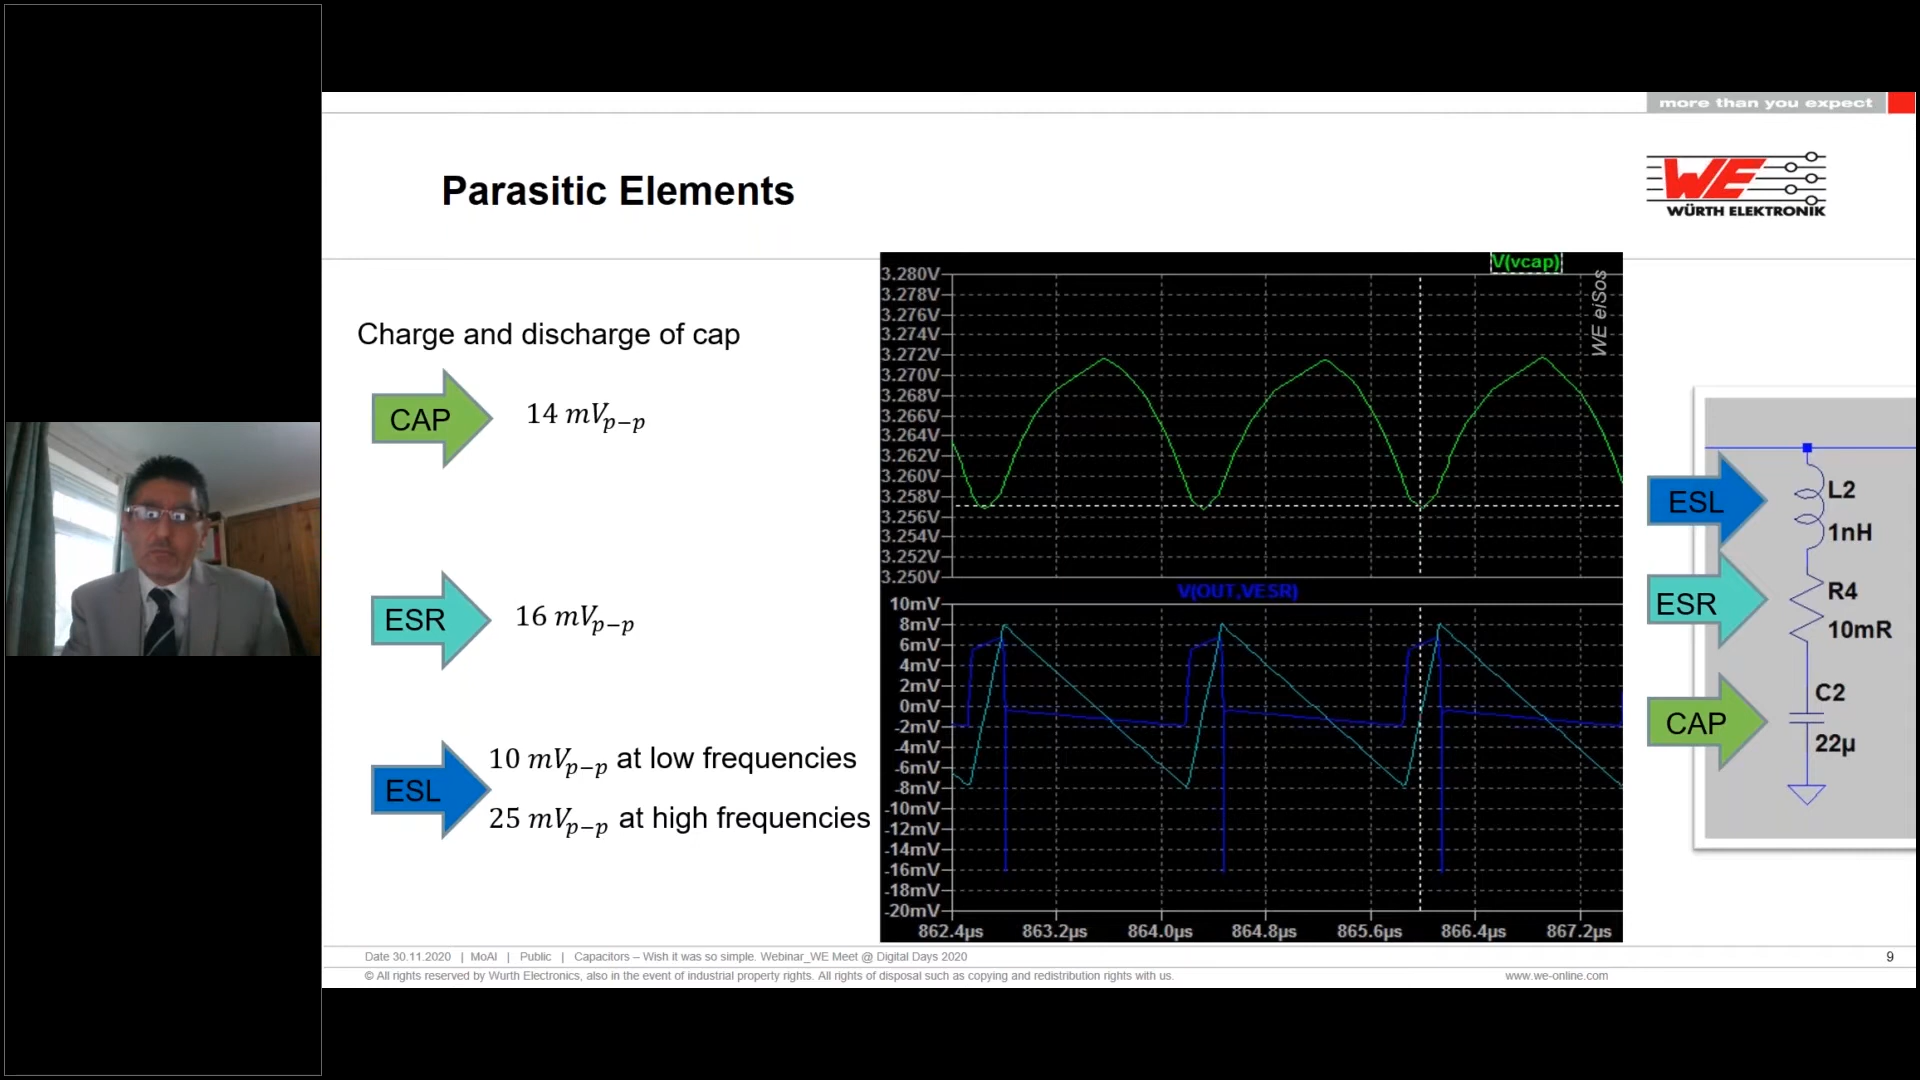 more than you expect
Parasitic Elements
WE
WÜRTH ELEKTRONIK
Charge and discharge of cap
CAP
14 mVp−p
ESR
16 mVp−p
ESL
10 mVp−p at low frequencies
25 mVp−p at high frequencies
V(vcap)
WE eiSos
3.280V
3.278V
3.276V
3.274V
3.272V
3.270V
3.268V
3.266V
3.264V
3.262V
3.260V
3.258V
3.256V
3.254V
3.252V
3.250V
V(OUT,VESR)
10mV
8mV
6mV
4mV
2mV
0mV
-2mV
-4mV
-6mV
-8mV
-10mV
-12mV
-14mV
-16mV
-18mV
-20mV
862.4µs 863.2µs 864.0µs 864.8µs 865.6µs 866.4µs 867.2µs
ESL
L2
1nH
ESR
R4
10mR
CAP
C2
22µ
Date 30.11.2020 | MoAl | Public | Capacitors – Wish it was so simple. Webinar_WE Meet @ Digital Days 2020
9
© All rights reserved by Wurth Electronics, also in the event of industrial property rights. All rights of disposal such as copying and redistribution rights with us.
www.we-online.com